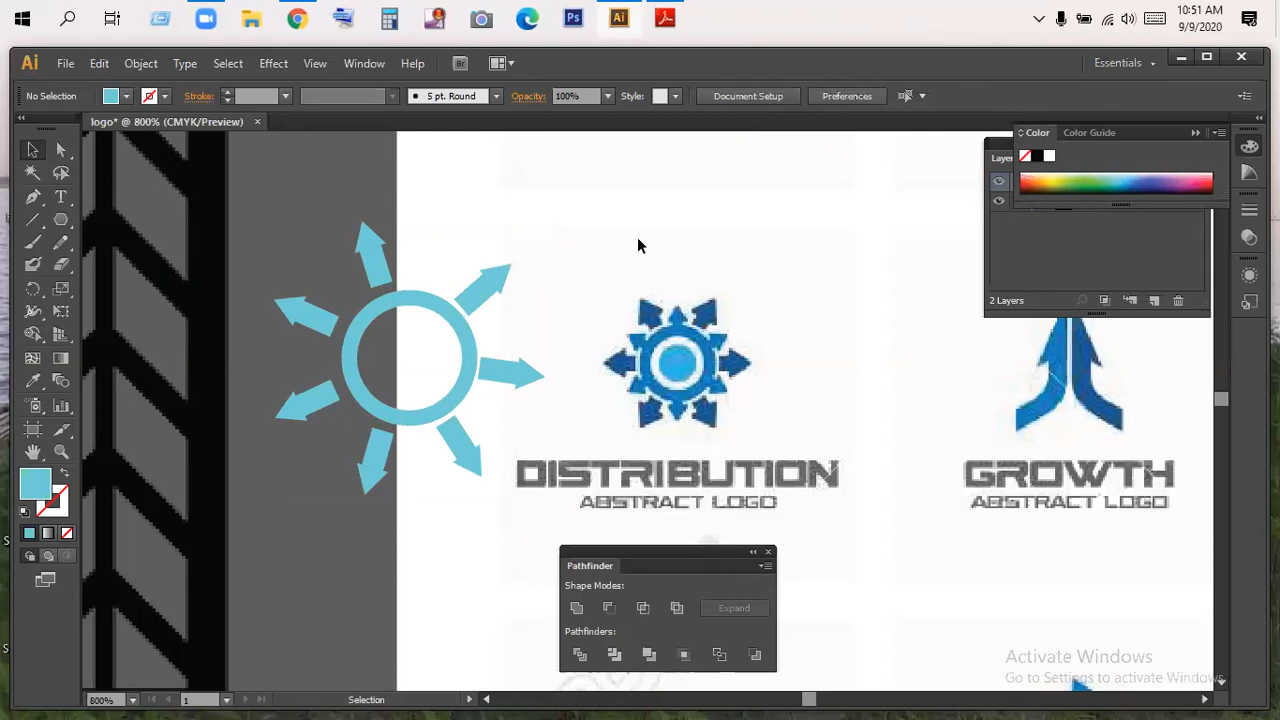 10:51 AM
9/9/2020
Ai File Edit Object Type Select Effect View Window Help Br Essentials
No Selection Stroke: 5 pt. Round Opacity: 100% Style: Document Setup Preferences
logo* @ 800% (CMYK/Preview)
Color Color Guide
Layer
2 Layers
DISTRIBUTION
ABSTRACT LOGO
GROWTH
ABSTRACT LOGO
Pathfinder
Shape Modes:
Expand
Pathfinders:
Activate Windows
Go to Settings to activate Windows.
800% 1 Selection